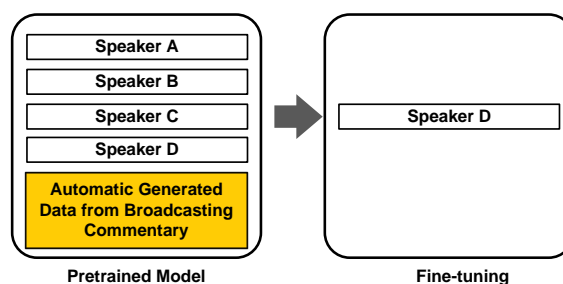 Speaker A
Speaker B
Speaker C
Speaker D
Automatic Generated
Data from Broadcasting
Commentary
Pretrained Model
Speaker D
Fine-tuning